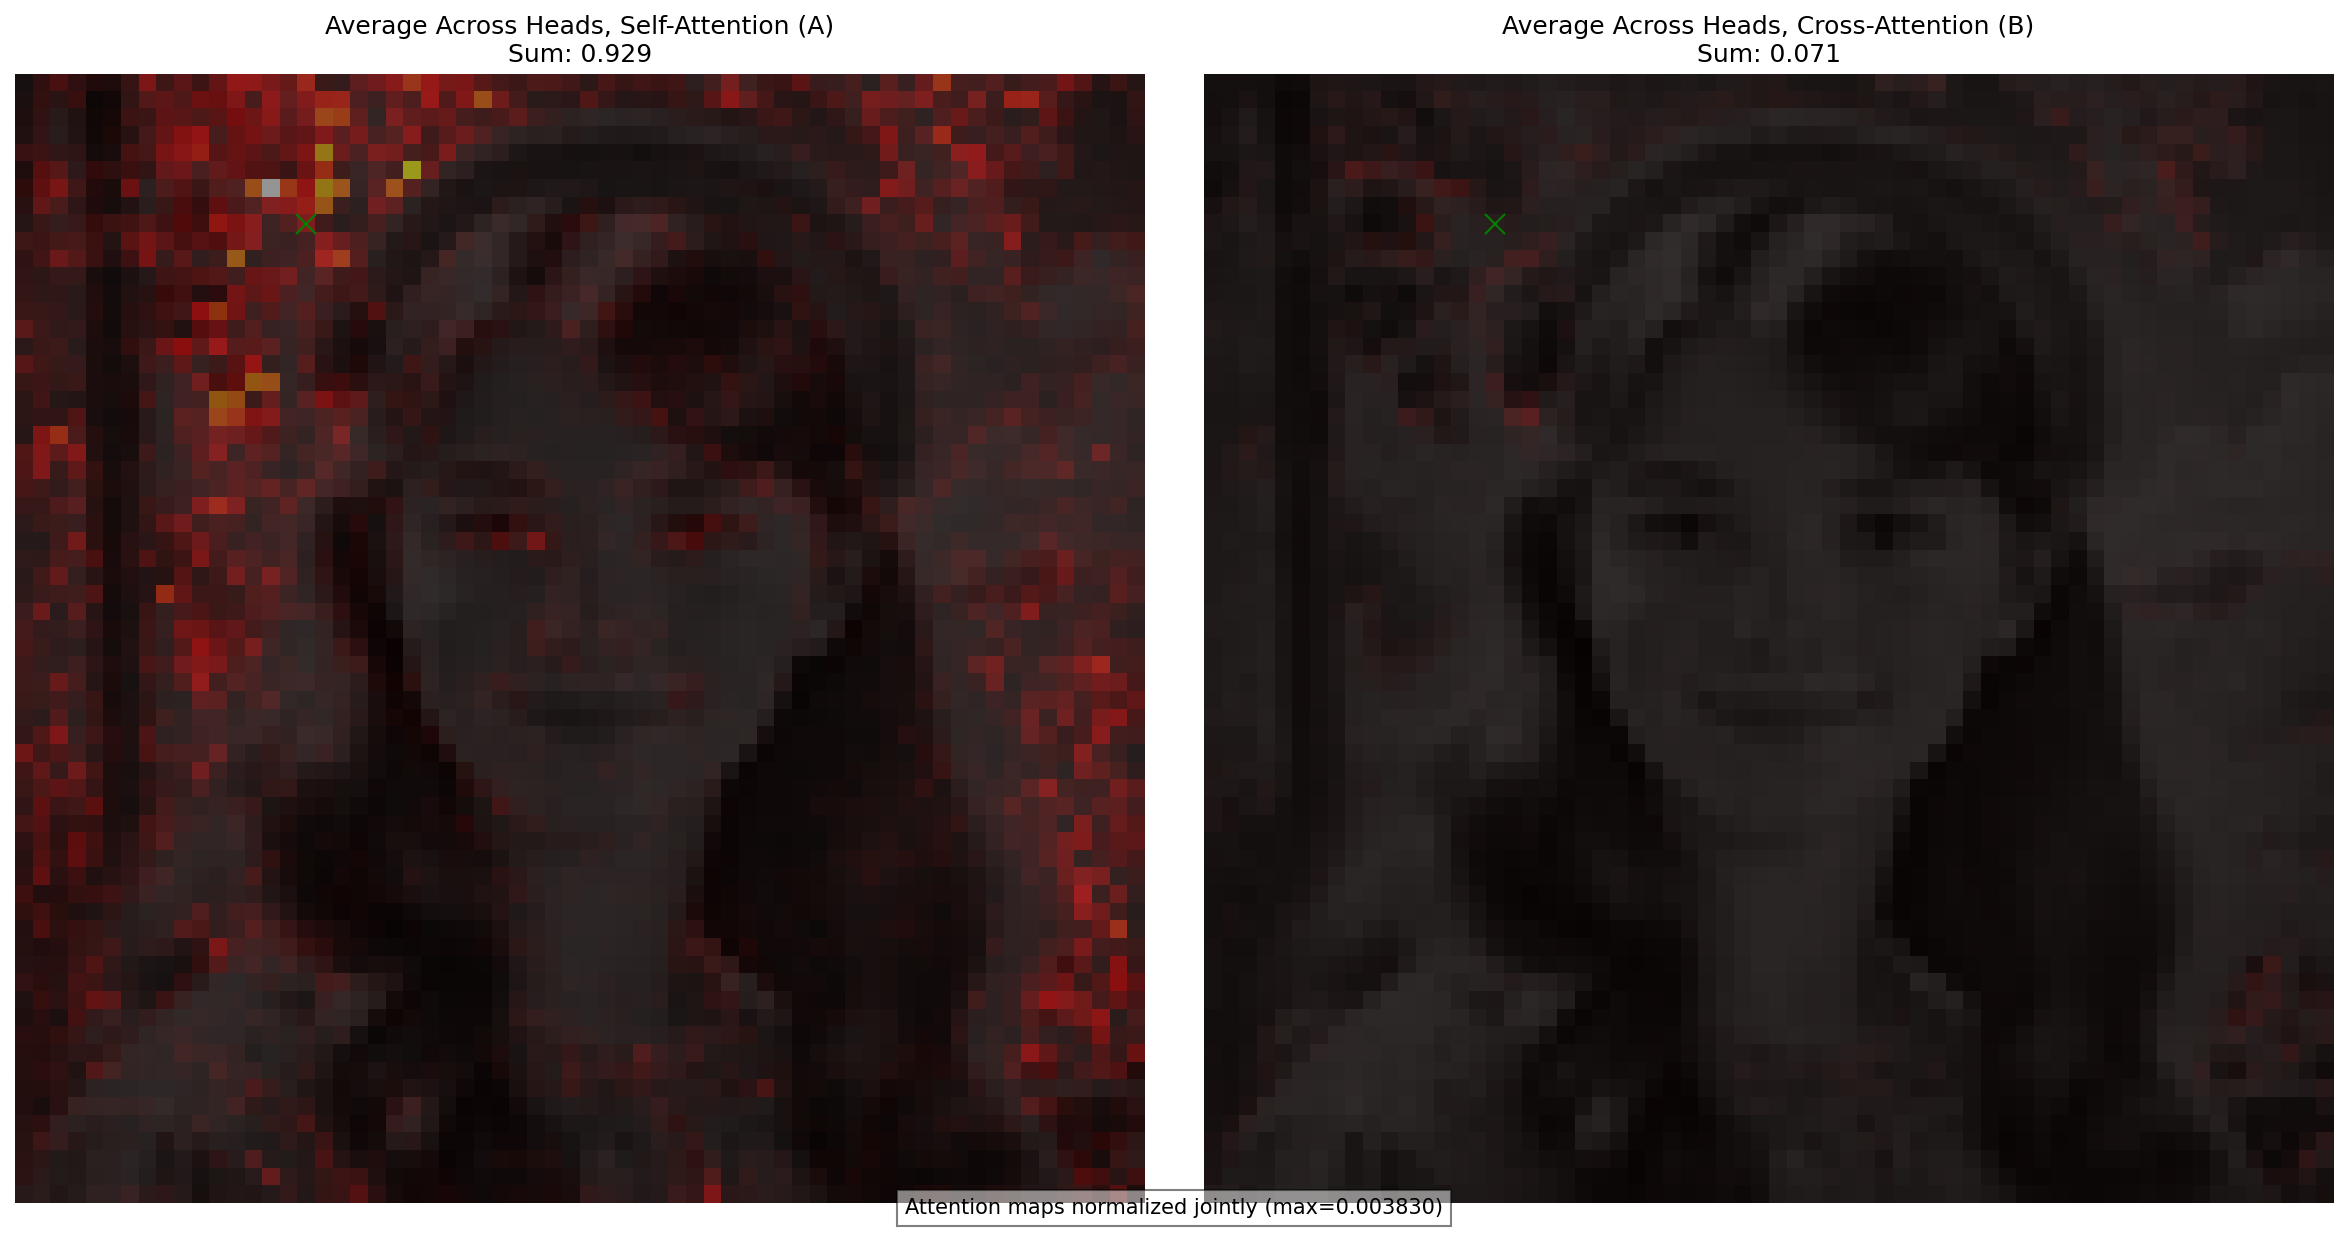 Average Across Heads, Self-Attention (A)
Sum: 0.929
Average Across Heads, Cross-Attention (B)
Sum: 0.071
Attention maps normalized jointly (max=0.003830)